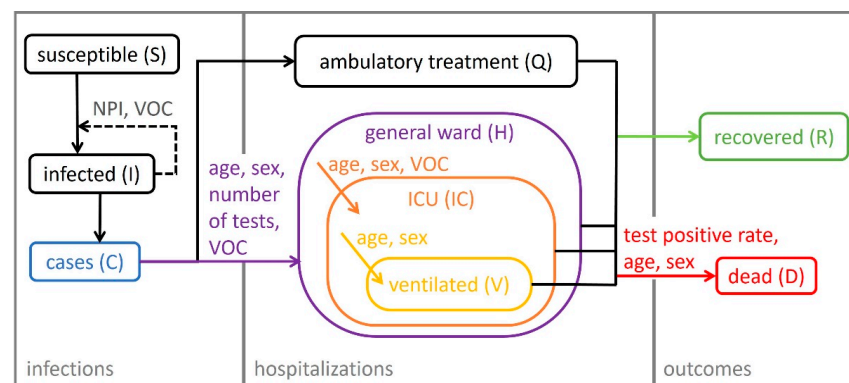 susceptible (S)
NPI, VOC
infected (I)
cases (C)
infections
age, sex,
number
of tests,
VOC
ambulatory treatment (Q)
general ward (H)
age, sex, VOC
ICU (IC)
age, sex
ventilated (V)
hospitalizations
recovered (R)
test positive rate,
age, sex
dead (D)
outcomes